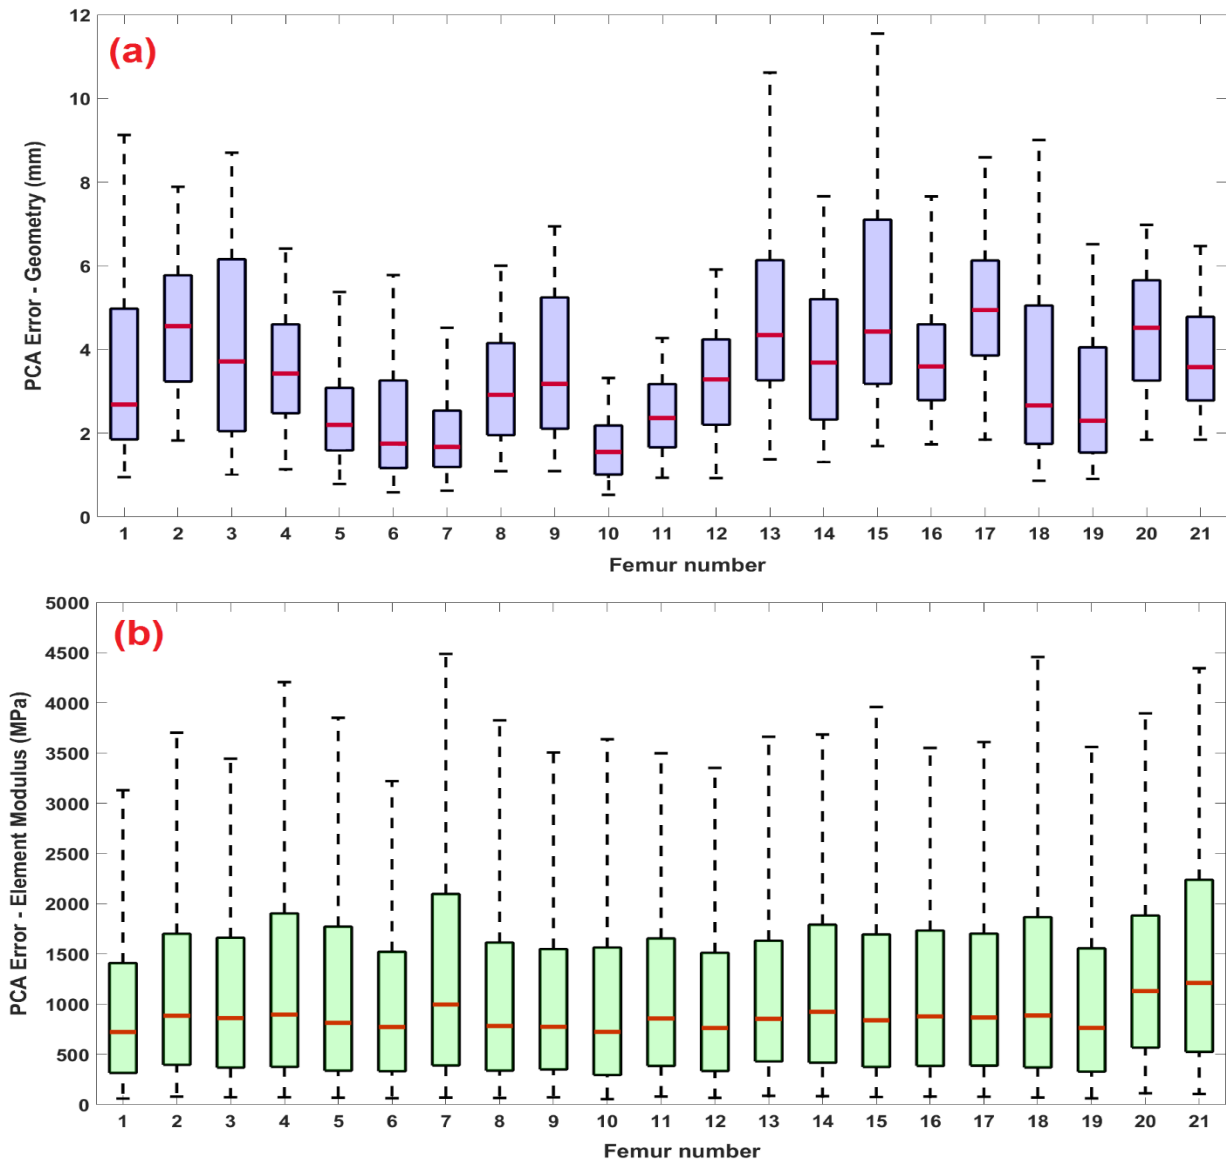 (a)
PCA Error - Geometry (mm)
12
10
8
6
4
2
0
1 2 3 4 5 6 7 8 9 10 11 12 13 14 15 16 17 18 19 20 21
Femur number
(b)
PCA Error - Element Modulus (MPa)
5000
4500
4000
3500
3000
2500
2000
1500
1000
500
0
1 2 3 4 5 6 7 8 9 10 11 12 13 14 15 16 17 18 19 20 21
Femur number